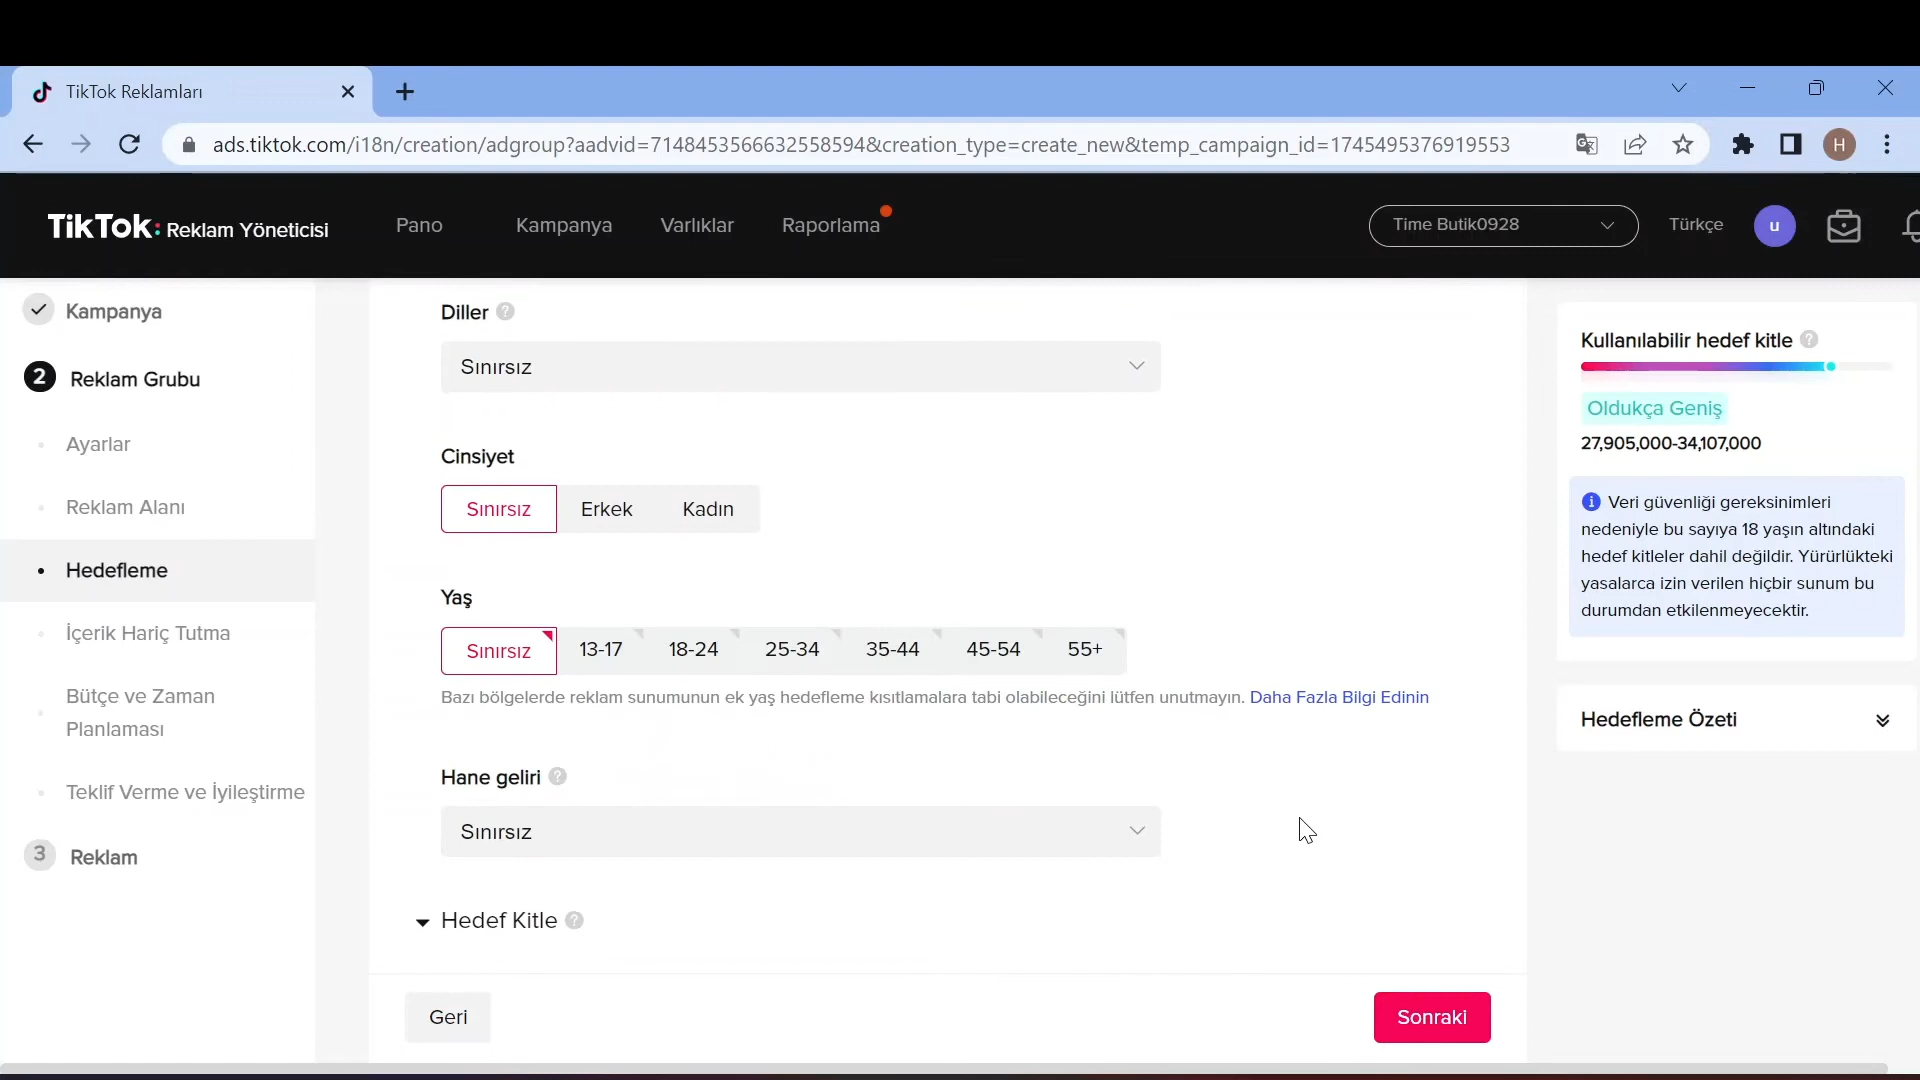 TikTok Reklamları
ads.tiktok.com/i18n/creation/adgroup?aadvid=7148453566632558594&creation_type=create_new&temp_campaign_id=1745495376919553
H
TikTok: Reklam Yöneticisi
Pano
Kampanya
Varlıklar
Raporlama
Time Butik0928
Türkçe
u
Kampanya
2 Reklam Grubu
Ayarlar
Reklam Alanı
Hedefleme
İçerik Hariç Tutma
Bütçe ve Zaman
Planlaması
Teklif Verme ve İyileştirme
3 Reklam
Diller ?
Sınırsız
Cinsiyet
Sınırsız Erkek Kadın
Yaş
Sınırsız 13-17 18-24 25-34 35-44 45-54 55+
Bazı bölgelerde reklam sunumunun ek yaş hedefleme kısıtlamalara tabi olabileceğini lütfen unutmayın. Daha Fazla Bilgi Edinin
Hane geliri ?
Sınırsız
Hedef Kitle ?
Geri
Sonraki
Kullanılabilir hedef kitle ?
Oldukça Geniş
27,905,000-34,107,000
i Veri güvenliği gereksinimleri
nedeniyle bu sayıya 18 yaşın altındaki
hedef kitleler dahil değildir. Yürürlükteki
yasalarca izin verilen hiçbir sunum bu
durumdan etkilenmeyecektir.
Hedefleme Özeti